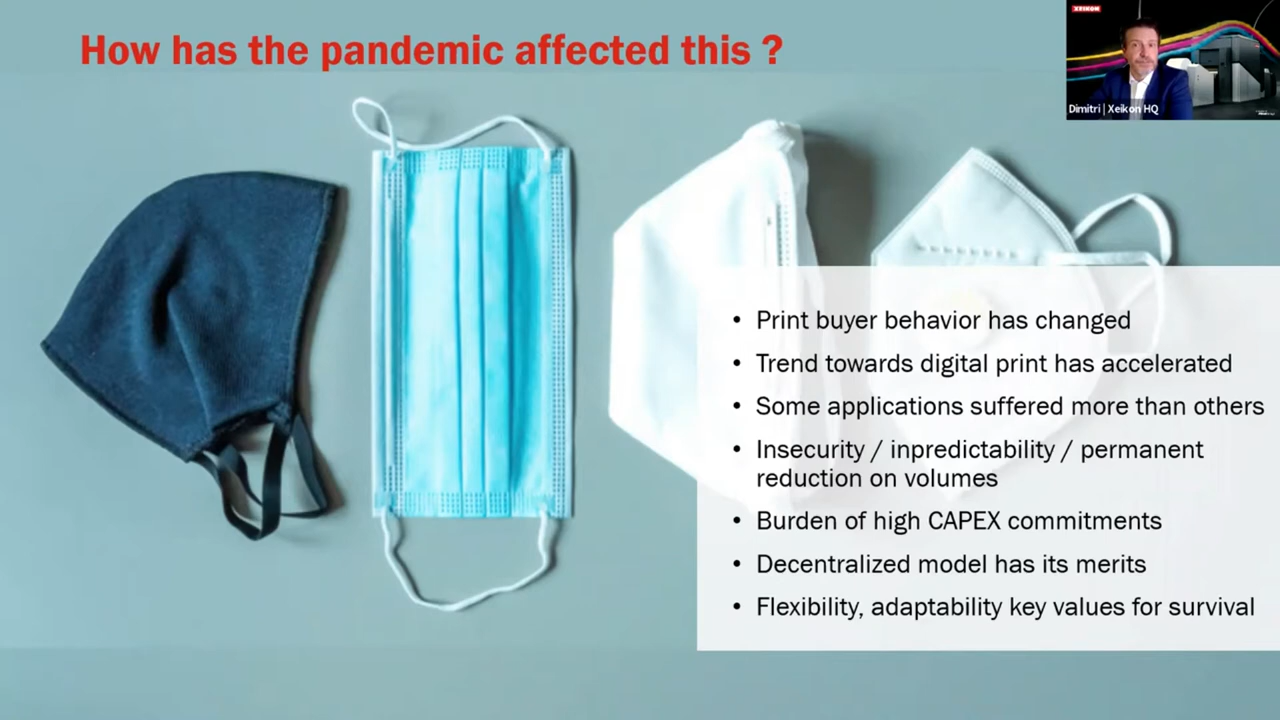 How has the pandemic affected this ?
XEIKON
Dimitri | Xeikon HQ
• Print buyer behavior has changed
• Trend towards digital print has accelerated
• Some applications suffered more than others
• Insecurity / inpredictability / permanent
reduction on volumes
• Burden of high CAPEX commitments
• Decentralized model has its merits
• Flexibility, adaptability key values for survival